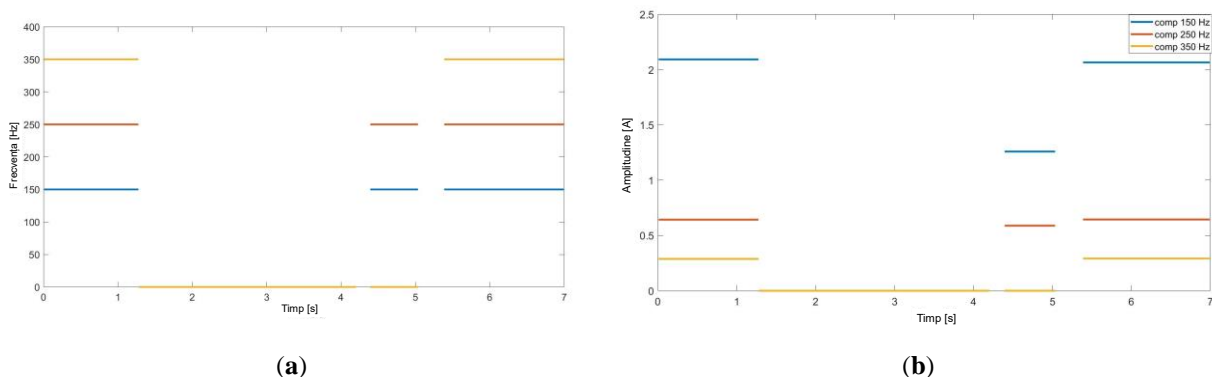 400
350
300
250
200
150
100
50
0
Frecvența [Hz]
0 1 2 3 4 5 6 7
Timp [s]
(a)
2.5
2
1.5
1
0.5
0
Amplitudine [A]
comp 150 Hz
comp 250 Hz
comp 350 Hz
0 1 2 3 4 5 6 7
Timp [s]
(b)